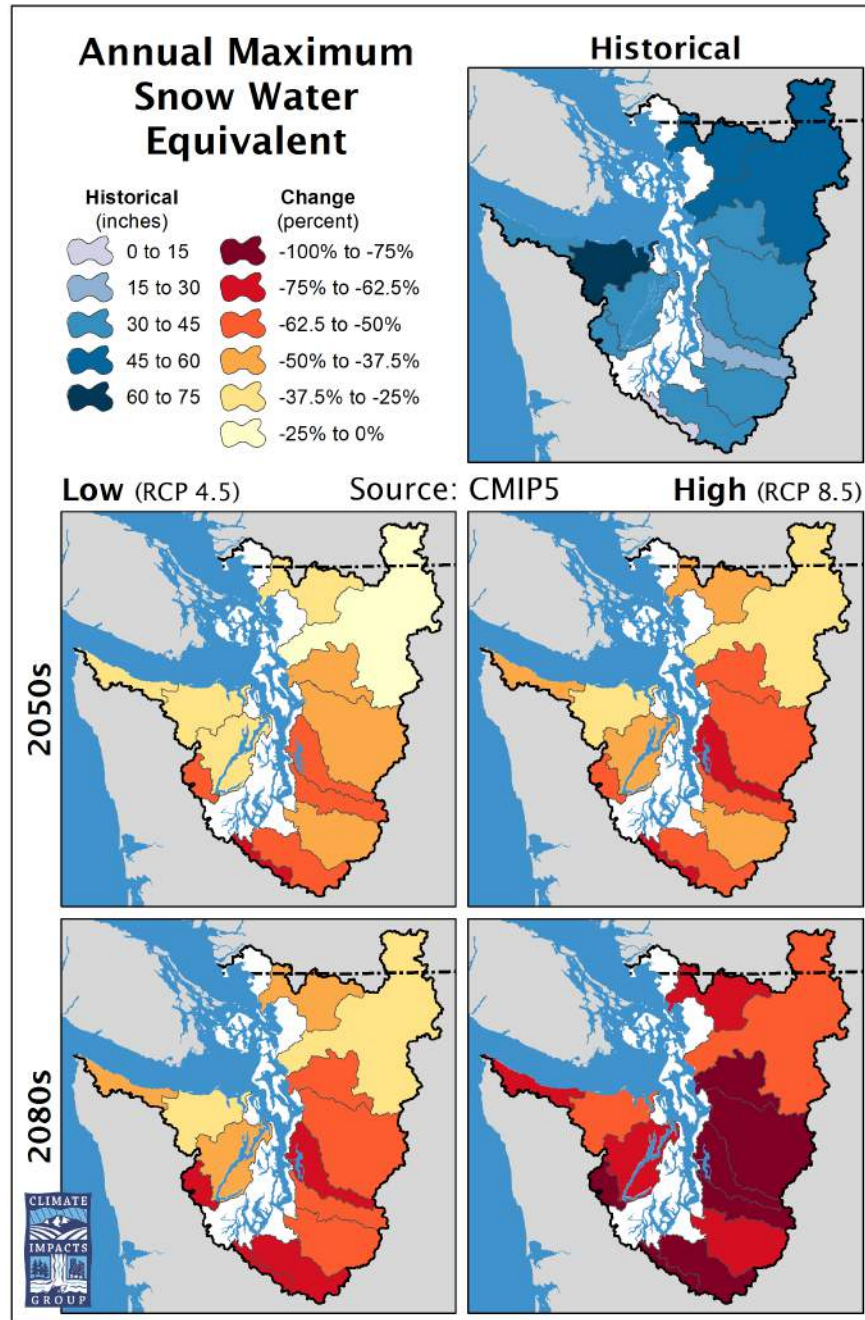 Annual Maximum
Snow Water
Equivalent
Historical
(inches)
0 to 15
15 to 30
30 to 45
45 to 60
60 to 75
Change
(percent)
-100% to -75%
-75% to -62.5%
-62.5 to -50%
-50% to -37.5%
-37.5% to -25%
-25% to 0%
Historical
Low (RCP 4.5) Source: CMIP5 High (RCP 8.5)
2050s
2080s
CLIMATE
IMPACTS
GROUP